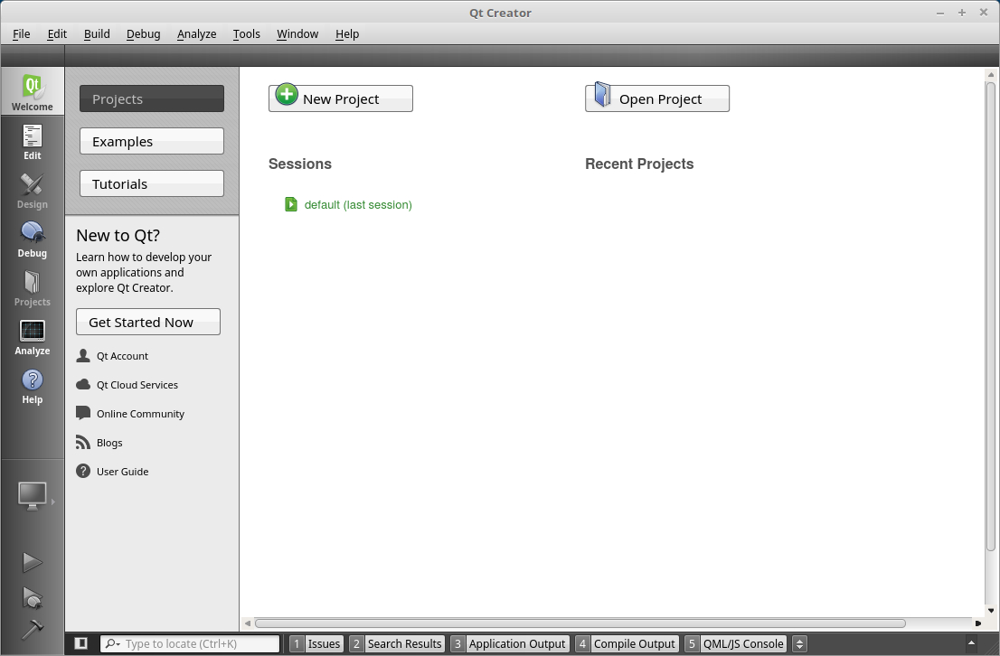 Qt Creator
File Edit Build Debug Analyze Tools Window Help
Qt
Welcome
Edit
Design
Debug
Projects
Analyze
Help
Projects
Examples
Tutorials
New to Qt?
Learn how to develop your
own applications and
explore Qt Creator.
Get Started Now
Qt Account
Qt Cloud Services
Online Community
Blogs
User Guide
New Project
Open Project
Sessions
Recent Projects
default (last session)
Type to locate (Ctrl+K)
1 Issues 2 Search Results 3 Application Output 4 Compile Output 5 QML/JS Console